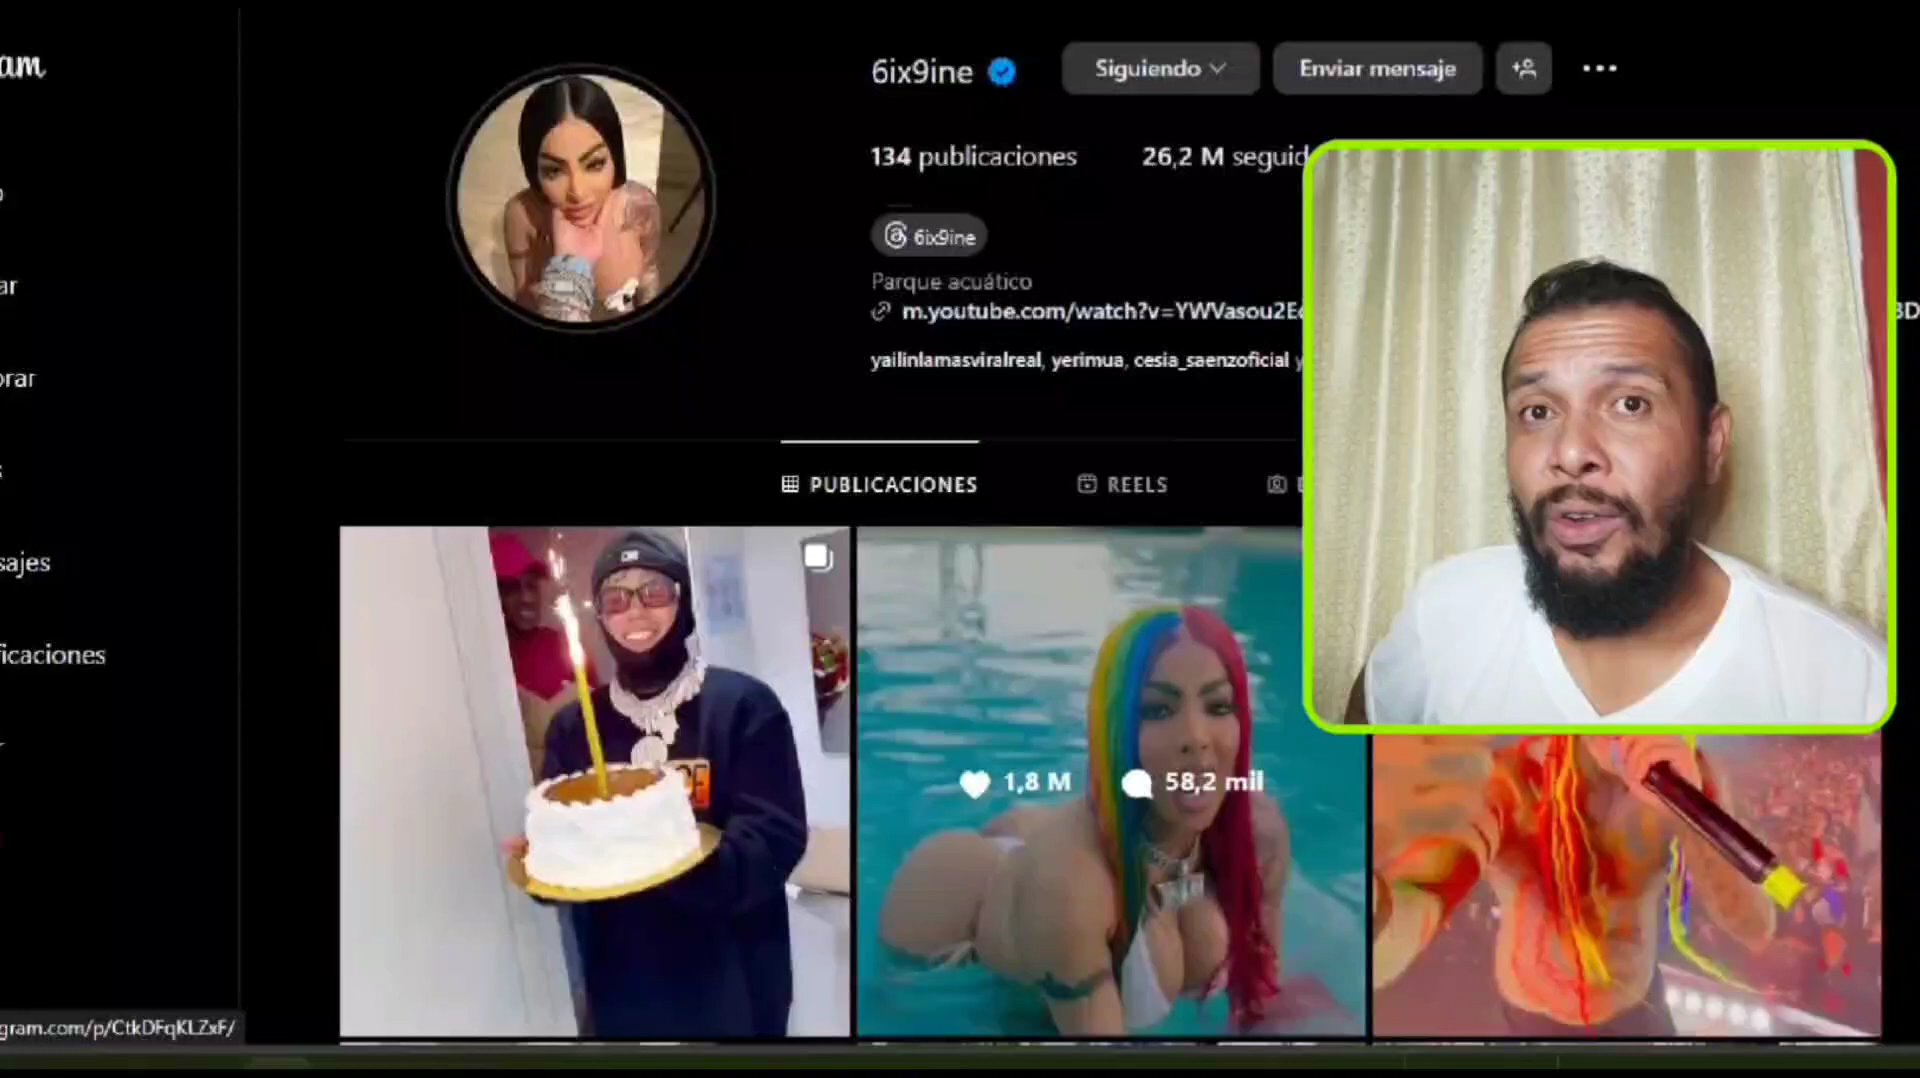 am
6ix9ine
Siguiendo
Enviar mensaje
134 publicaciones
26,2 M seguid
6ix9ine
ar
Parque acuático
m.youtube.com/watch?v=YWVasou2E
yailinlamasviralreal, yerimua, cesia_saenzoficial y
orar
PUBLICACIONES
REELS
sajes
ficaciones
1,8 M
58,2 mil
gram.com/p/CtkDFqKLZxF/